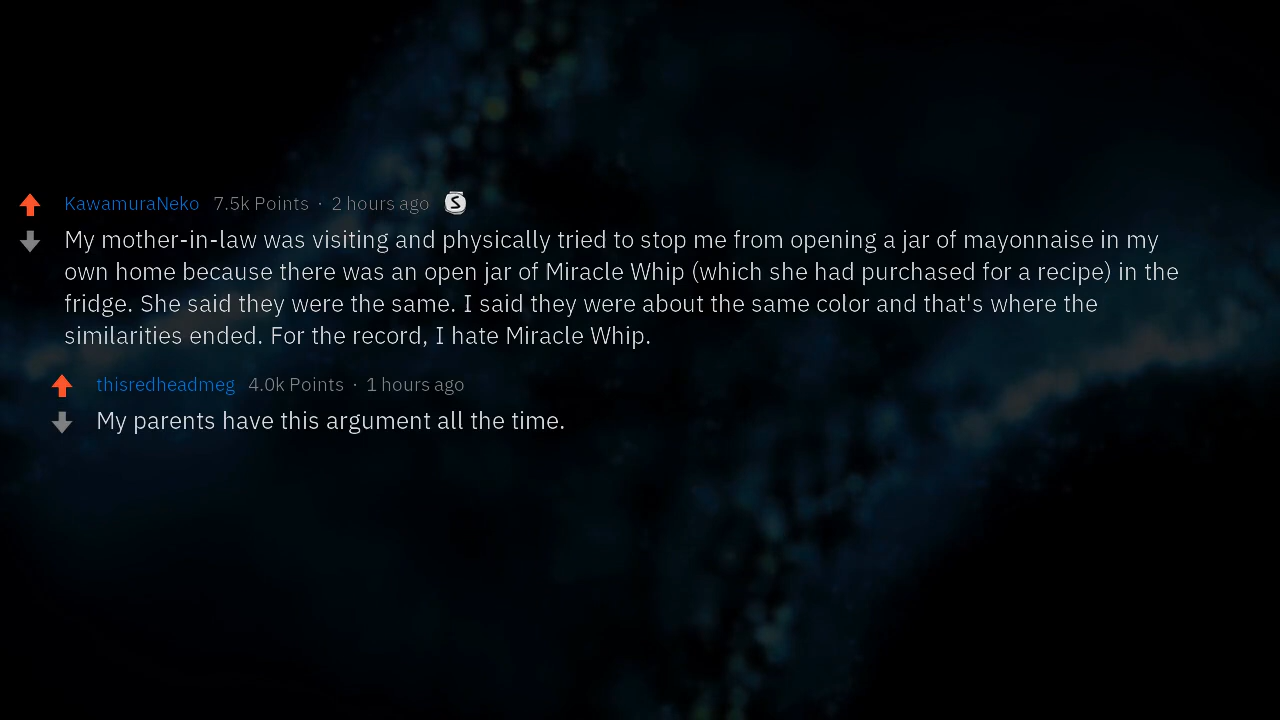 KawamuraNeko 7.5k Points · 2 hours ago S
My mother-in-law was visiting and physically tried to stop me from opening a jar of mayonnaise in my
own home because there was an open jar of Miracle Whip (which she had purchased for a recipe) in the
fridge. She said they were the same. I said they were about the same color and that's where the
similarities ended. For the record, I hate Miracle Whip.
thisredheadmeg 4.0k Points · 1 hours ago
My parents have this argument all the time.